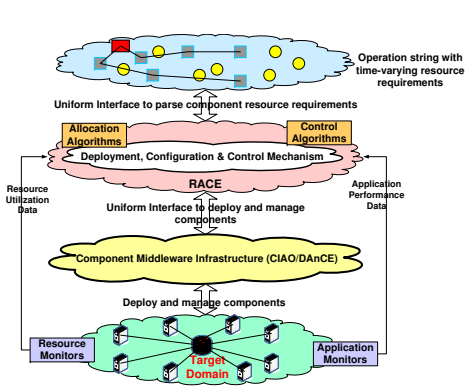 Operation string with
time-varying resource
requirements
Uniform Interface to parse component resource requirements
Allocation
Algorithms
Control
Algorithms
Deployment, Configuration & Control Mechanism
RACE
Resource
Utilization
Data
Application
Performance
Data
Uniform Interface to deploy and manage
components
Component Middleware Infrastructure (CIAO/DAnCE)
Deploy and manage components
Resource
Monitors
Target
Domain
Application
Monitors